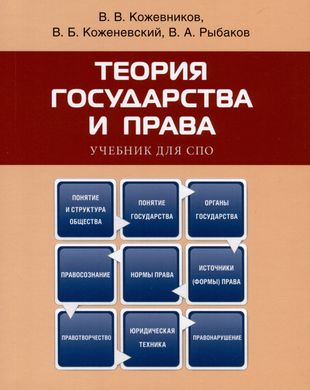 В. В. Кожевников,
В. Б. Коженевский, В. А. Рыбаков
ТЕОРИЯ
ГОСУДАРСТВА
И ПРАВА
УЧЕБНИК ДЛЯ СПО
ПОНЯТИЕ
И СТРУКТУРА
ОБЩЕСТВА
ПОНЯТИЕ
ГОСУДАРСТВА
ОРГАНЫ
ГОСУДАРСТВА
ПРАВОСОЗНАНИЕ
НОРМЫ ПРАВА
ИСТОЧНИКИ
(ФОРМЫ) ПРАВА
ПРАВОТВОРЧЕСТВО
ЮРИДИЧЕСКАЯ
ТЕХНИКА
ПРАВОНАРУШЕНИЕ